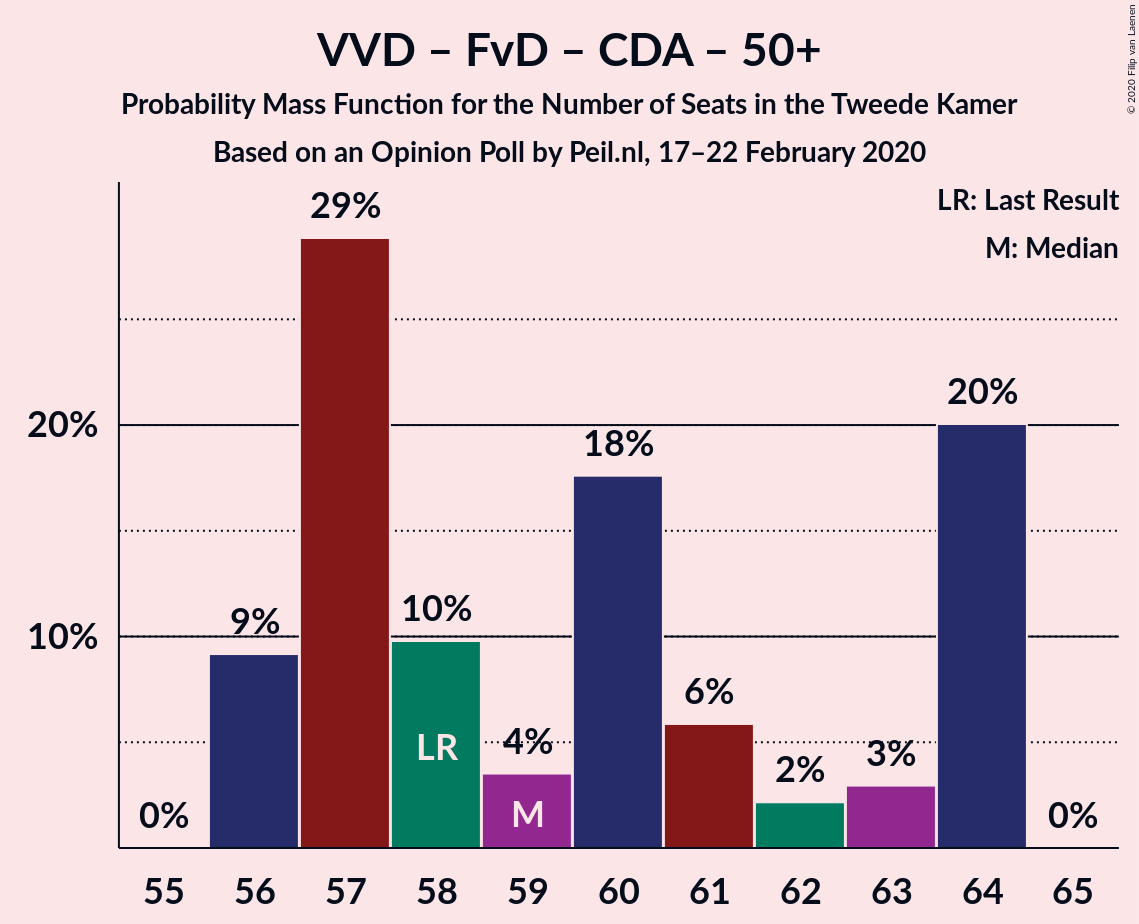 VVD – FvD – CDA – 50+
Probability Mass Function for the Number of Seats in the Tweede Kamer
Based on an Opinion Poll by Peil.nl, 17–22 February 2020
© 2020 Filip van Laenen
LR: Last Result
M: Median
29%
20%
20%
18%
10%
9%
10%
LR
6%
4%
3%
2%
M
0%
0%
55 56 57 58 59 60 61 62 63 64 65